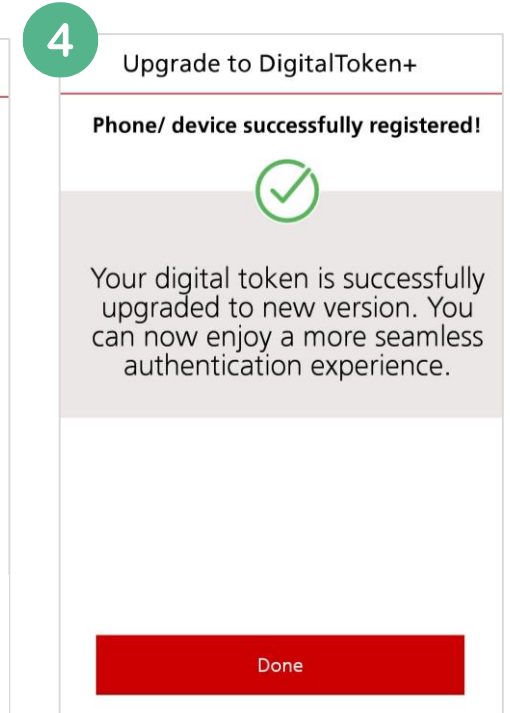 4
Upgrade to DigitalToken+
Phone/ device successfully registered!
Your digital token is successfully
upgraded to new version. You
can now enjoy a more seamless
authentication experience.
Done